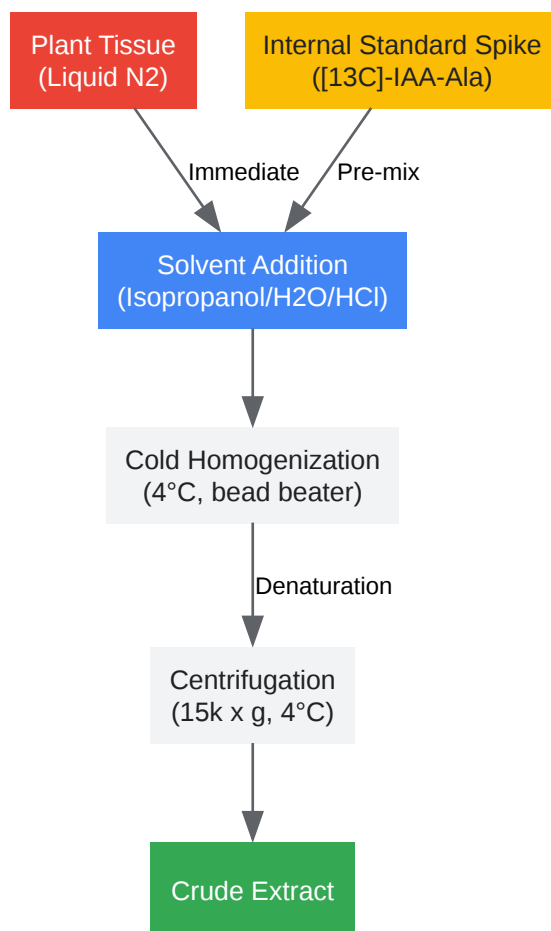 Plant Tissue
(Liquid N2)
Internal Standard Spike
([13C]-IAA-Ala)
Immediate
Pre-mix
Solvent Addition
(Isopropanol/H2O/HCl)
Cold Homogenization
(4°C, bead beater)
Denaturation
Centrifugation
(15k x g, 4°C)
Crude Extract